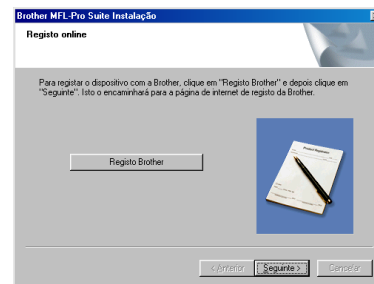 Brother MFL-Pro Suite Instalação
Registo online
Para registar o dispositivo com a Brother, clique em "Registo Brother" e depois clique em
"Seguinte". Isto o encaminhará para a página de internet de registo da Brother.
Registo Brother
< Anterior
Seguinte >
Cancelar